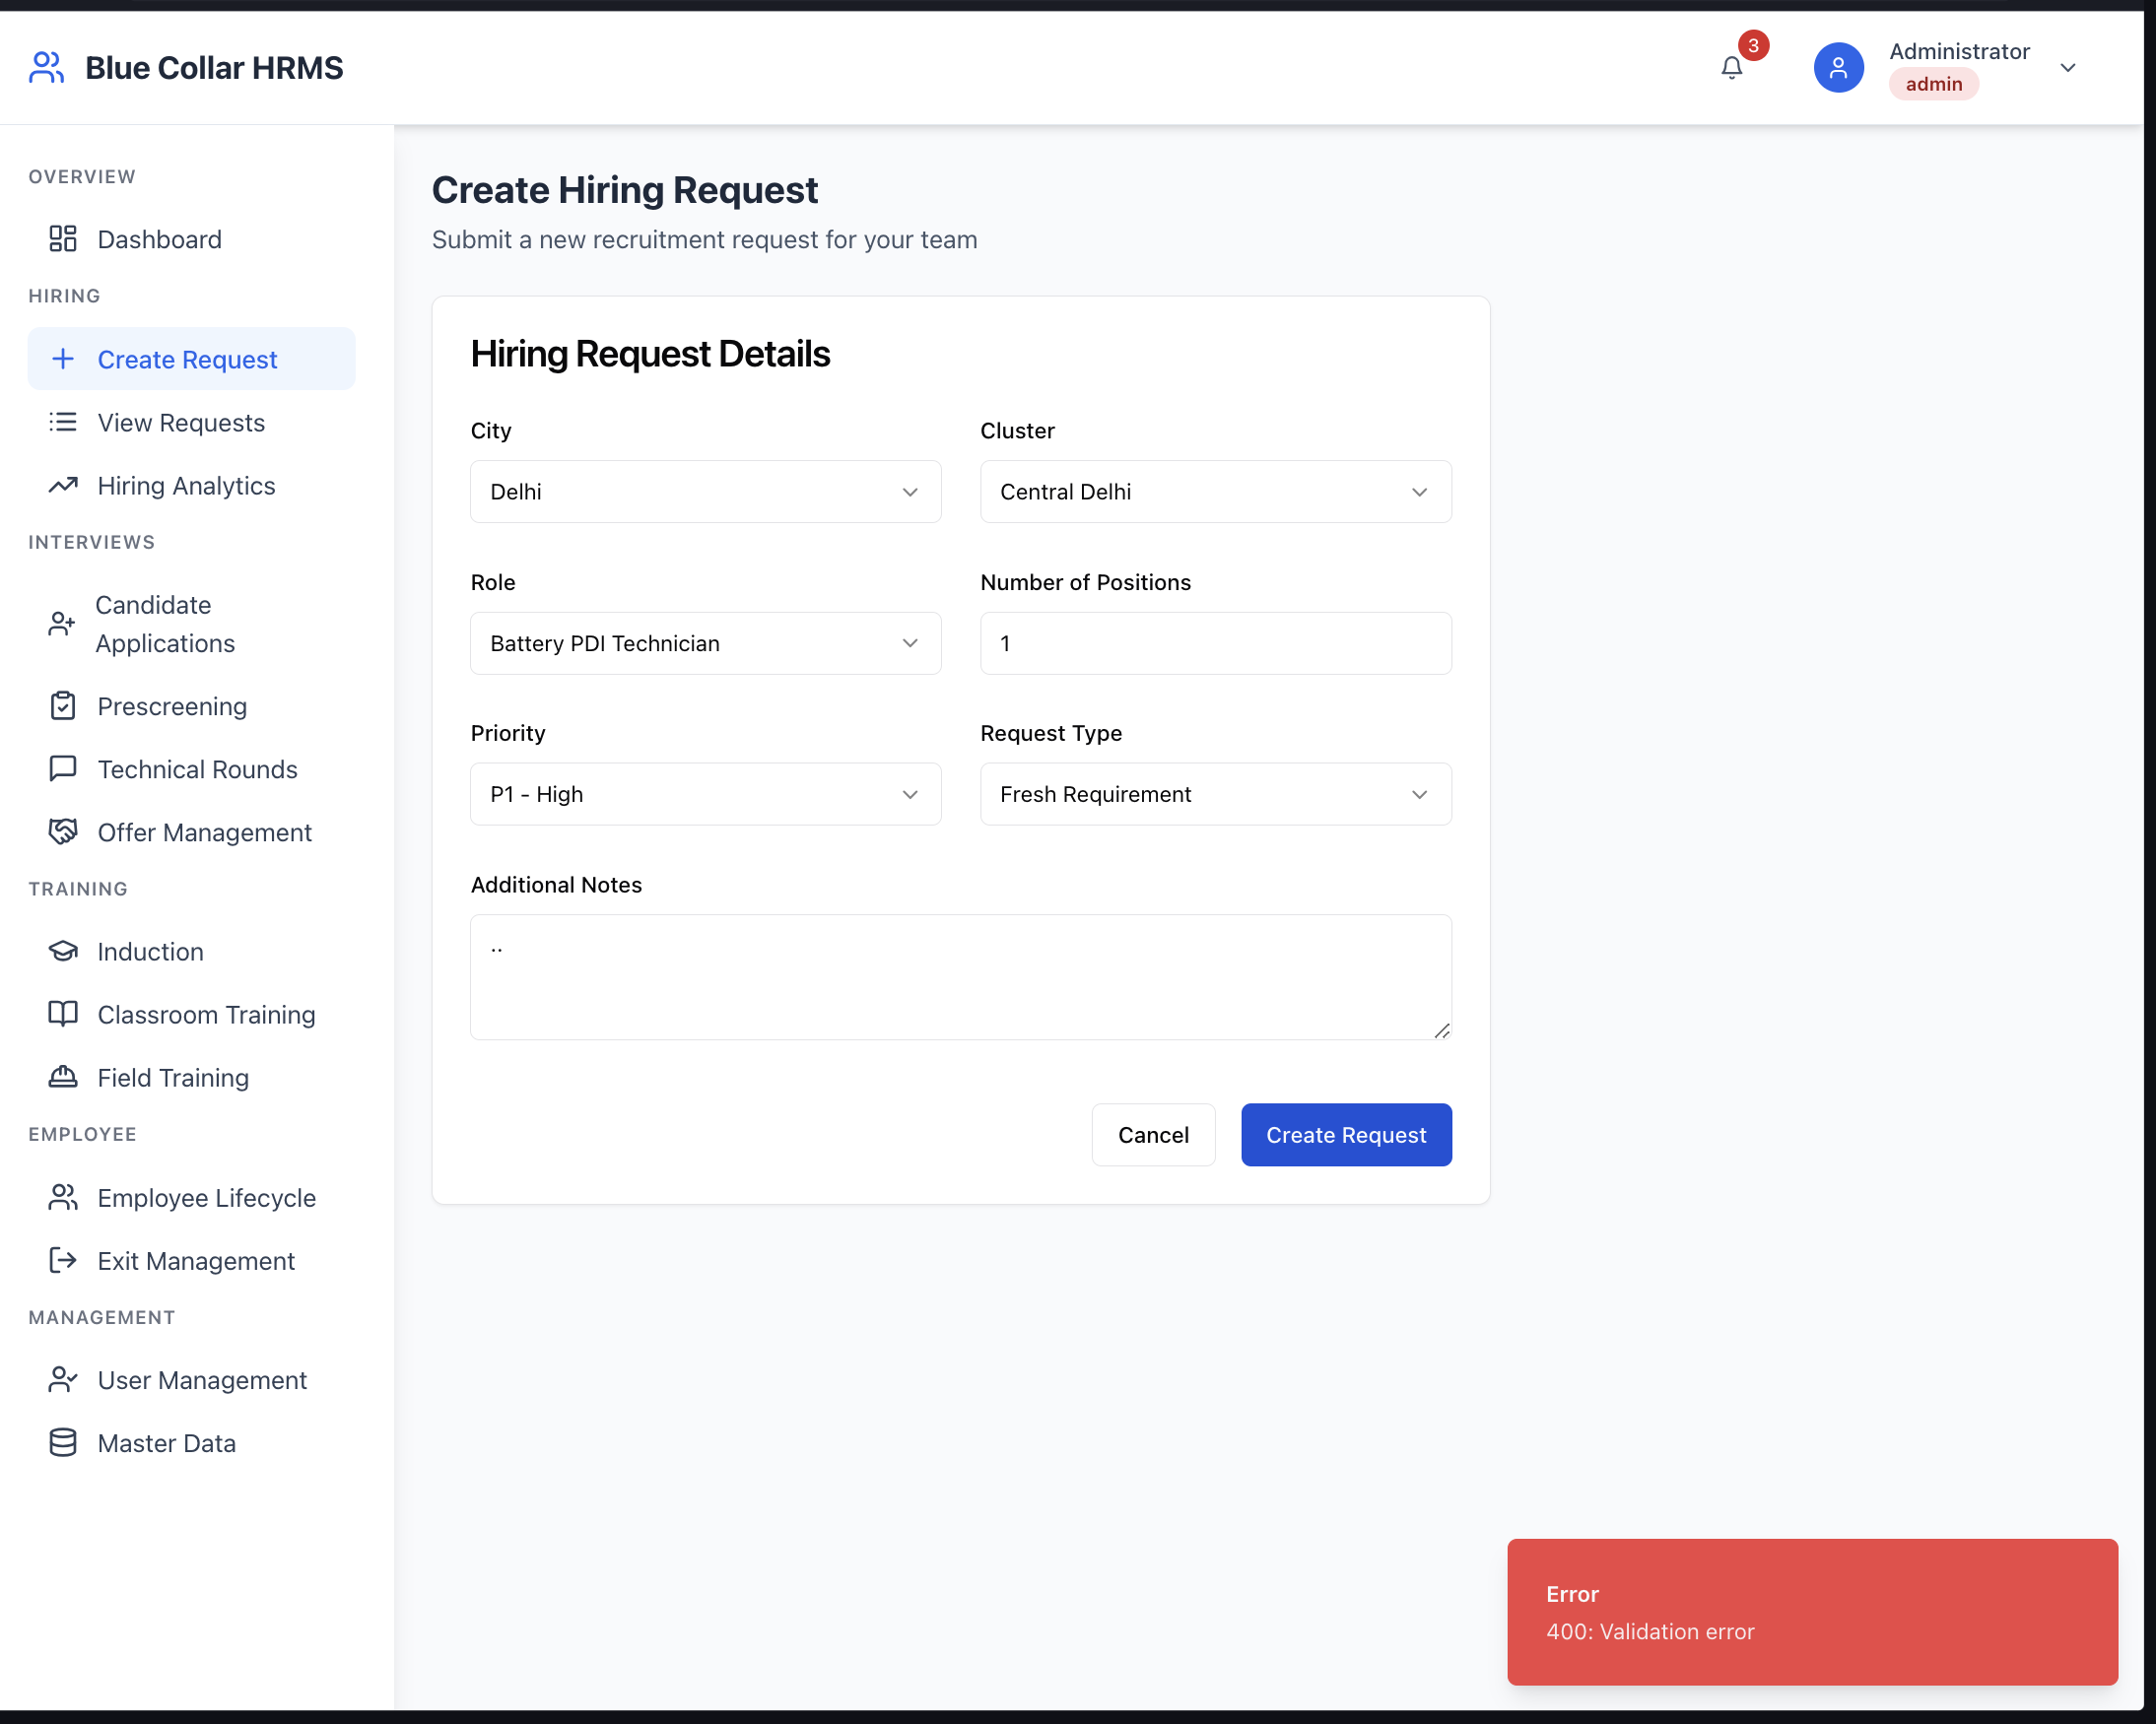 Blue Collar HRMS
3
Administrator
admin
OVERVIEW
Dashboard
HIRING
Create Request
View Requests
Hiring Analytics
INTERVIEWS
Candidate
Applications
Prescreening
Technical Rounds
Offer Management
TRAINING
Induction
Classroom Training
Field Training
EMPLOYEE
Employee Lifecycle
Exit Management
MANAGEMENT
User Management
Master Data
Create Hiring Request
Submit a new recruitment request for your team
Hiring Request Details
City
Cluster
Delhi
Central Delhi
Role
Number of Positions
Battery PDI Technician
1
Priority
Request Type
P1 - High
Fresh Requirement
Additional Notes
..
Cancel
Create Request
Error
400: Validation error